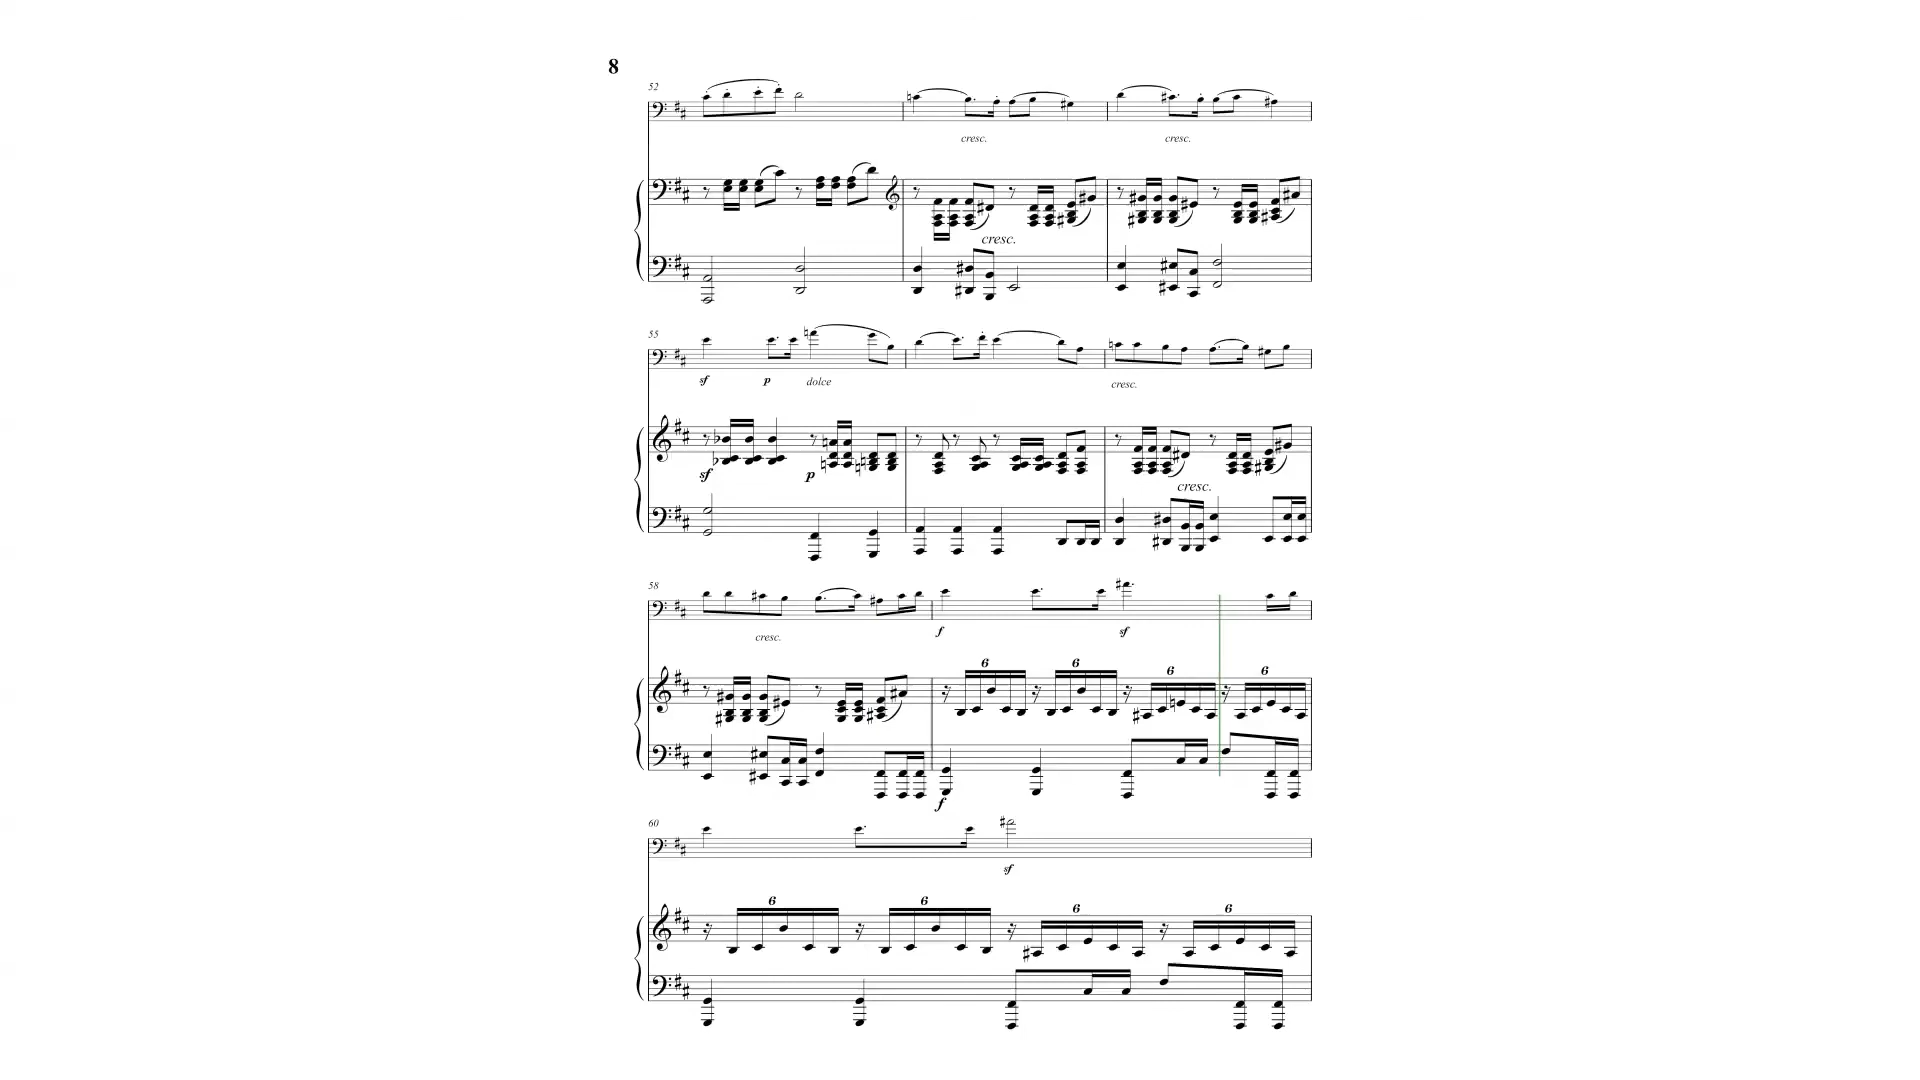 8
52
cresc. cresc.
cresc.
55
sf p dolce cresc.
sf p cresc.
58
cresc. f sf
6 6 6 6
f
60
sf
6 6 6 6